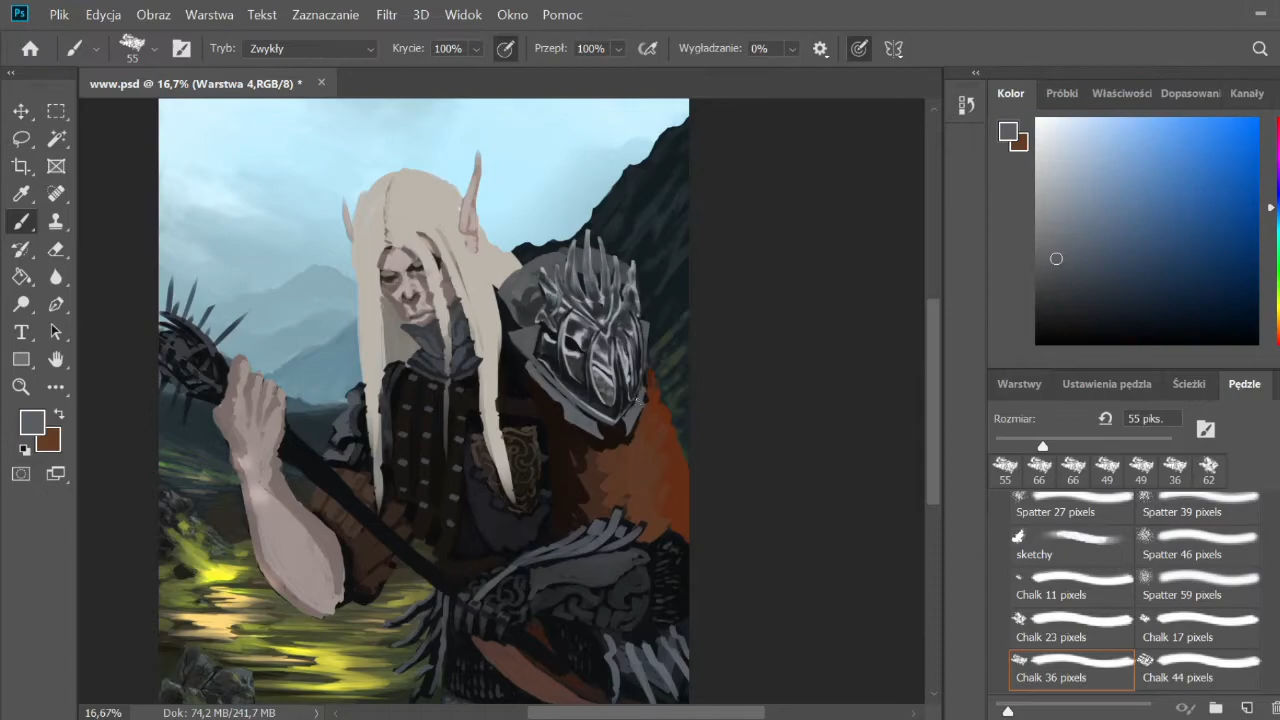 Ps Plik Edycja Obraz Warstwa Tekst Zaznaczanie Filtr 3D Widok Okno Pomoc
55 Tryb: Zwykły Krycie: 100% Przepł: 100% Wygładzanie: 0%
www.psd @ 16,7% (Warstwa 4,RGB/8) *
Kolor Próbki Właściwości Dopasowani Kanały
Warstwy Ustawienia pędzla Ścieżki Pędzle
Rozmiar: 55 piks.
55 66 66 49 49 36 62
Spatter 27 pixels Spatter 39 pixels
sketchy Spatter 46 pixels
Chalk 11 pixels Spatter 59 pixels
Chalk 23 pixels Chalk 17 pixels
Chalk 36 pixels Chalk 44 pixels
16,67% Dok: 74,2 MB/241,7 MB